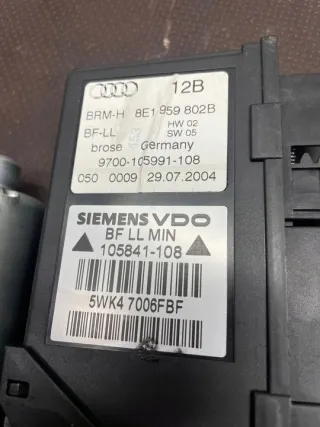 12B
BRM-H 8E1 959 802B
BF-LL HW 02
SW 05
brose Germany
9700-105991-108
050 0009 29.07.2004
SIEMENS VDO
BF LL MIN
105841-108
5WK4 7006FBF